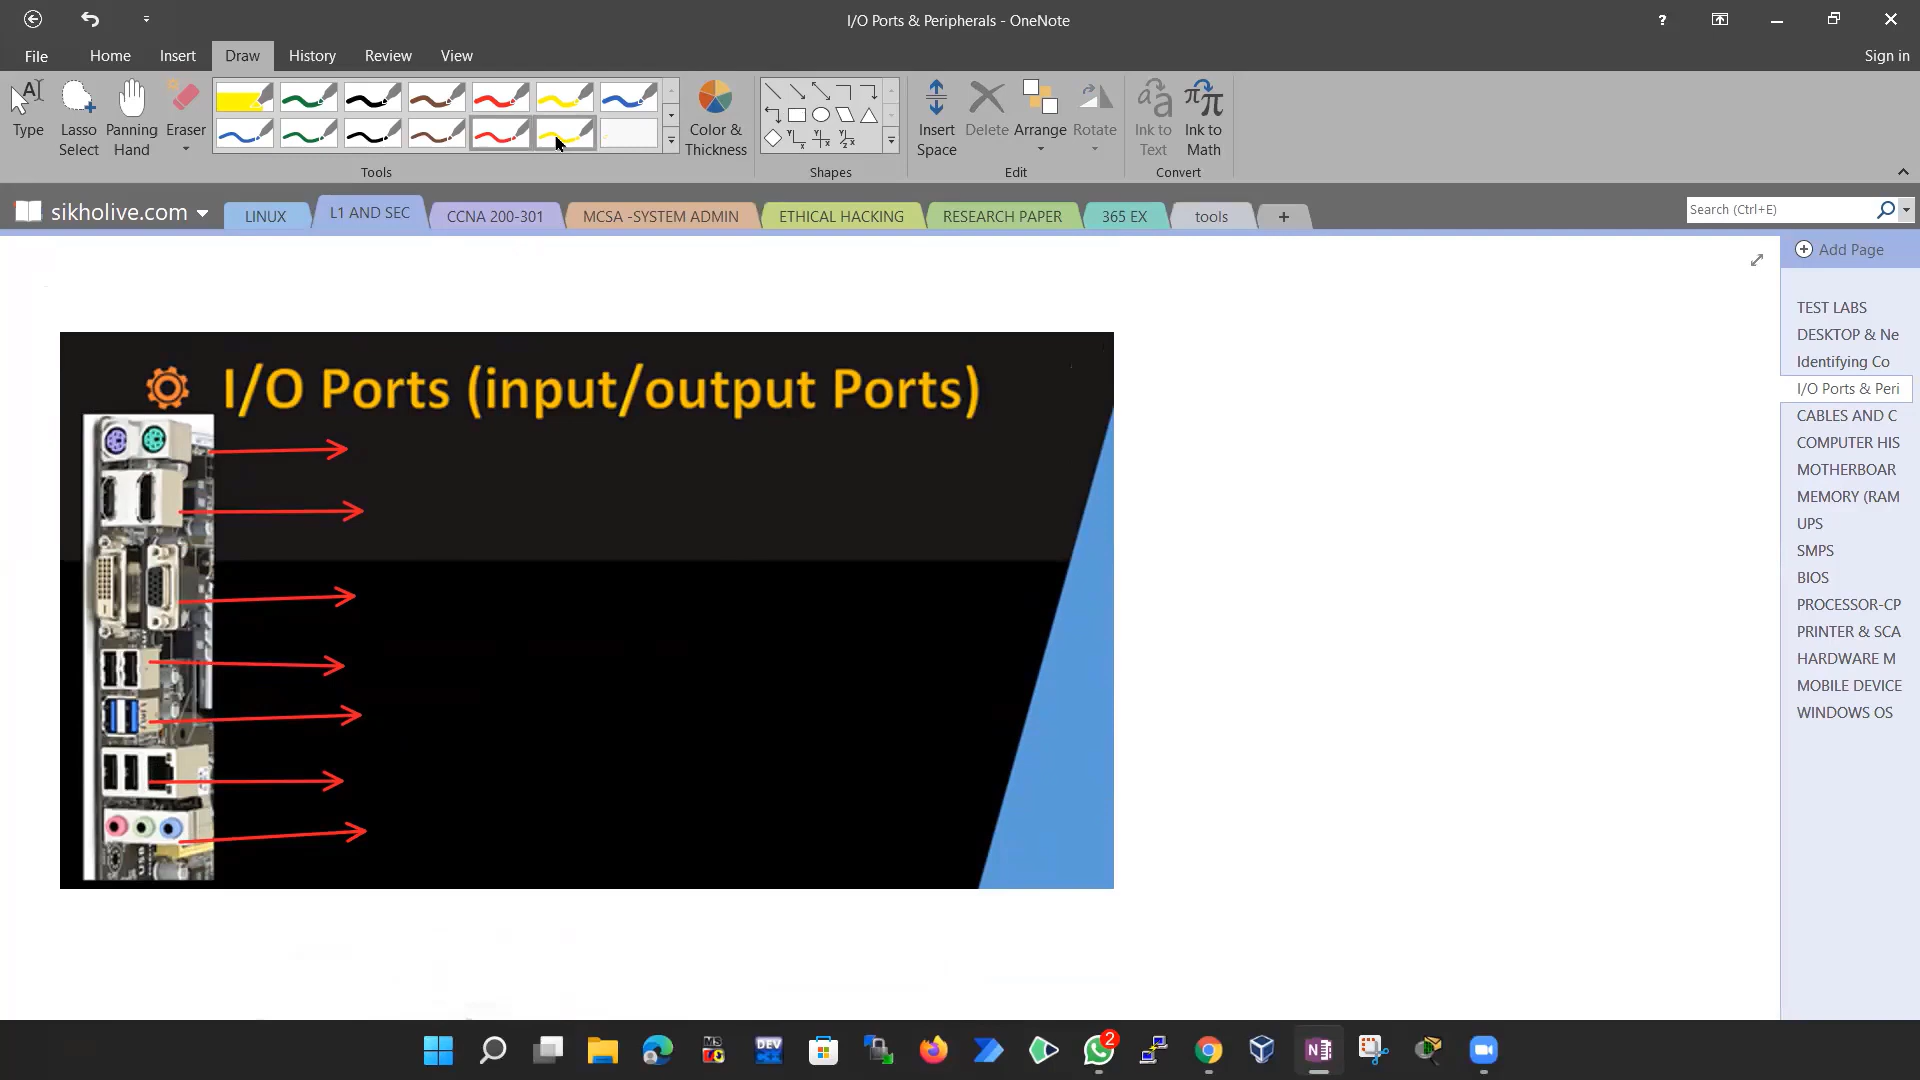 I/O Ports & Peripherals - OneNote
?
File
Home
Insert
Draw
History
Review
View
Sign in
Type
Lasso Select
Panning Hand
Eraser
Color & Thickness
Insert Space
Delete
Arrange
Rotate
Ink to Text
Ink to Math
Tools
Shapes
Edit
Convert
sikholive.com
LINUX
L1 AND SEC
CCNA 200-301
MCSA -SYSTEM ADMIN
ETHICAL HACKING
RESEARCH PAPER
365 EX
tools
+
Search (Ctrl+E)
Add Page
TEST LABS
DESKTOP & Ne
Identifying Co
I/O Ports & Peri
CABLES AND C
COMPUTER HIS
MOTHERBOAR
MEMORY (RAM
UPS
SMPS
BIOS
PROCESSOR-CP
PRINTER & SCA
HARDWARE M
MOBILE DEVICE
WINDOWS OS
I/O Ports (input/output Ports)
DEV
2